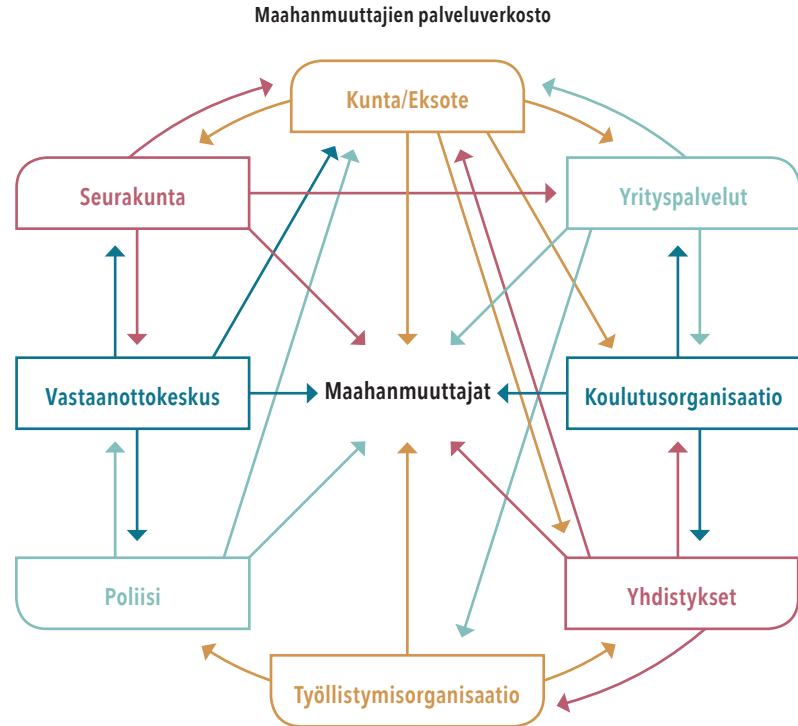 Maahanmuuttajien palveluverkosto
Kunta/Eksote
Seurakunta
Yrityspalvelut
Vastaanottokeskus
Maahanmuuttajat
Koulutusorganisaatio
Poliisi
Yhdistykset
Työllistymisorganisaatio